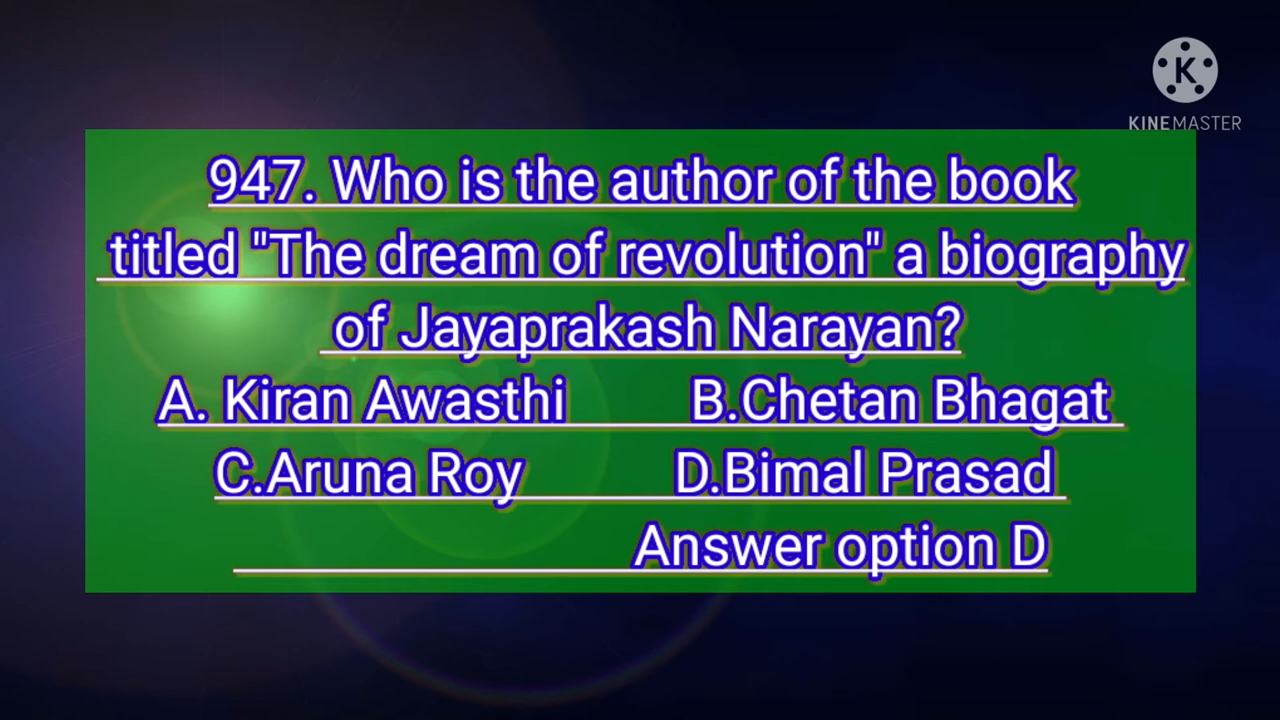 KINEMASTER
947. Who is the author of the book
titled "The dream of revolution" a biography
of Jayaprakash Narayan?
A. Kiran Awasthi B.Chetan Bhagat
C.Aruna Roy D.Bimal Prasad
Answer option D